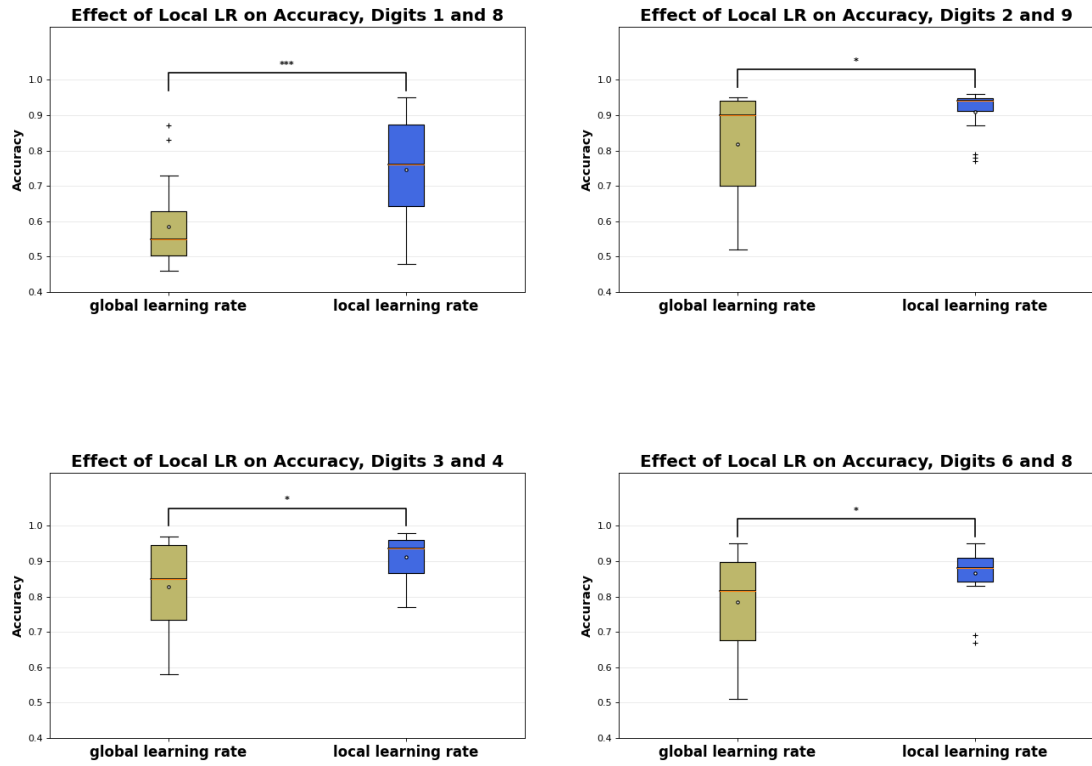 Effect of Local LR on Accuracy, Digits 1 and 8
***
1.0
0.9
0.8
0.7
0.6
0.5
0.4
Accuracy
global learning rate
local learning rate
Effect of Local LR on Accuracy, Digits 2 and 9
*
1.0
0.9
0.8
0.7
0.6
0.5
0.4
Accuracy
global learning rate
local learning rate
Effect of Local LR on Accuracy, Digits 3 and 4
*
1.0
0.9
0.8
0.7
0.6
0.5
0.4
Accuracy
global learning rate
local learning rate
Effect of Local LR on Accuracy, Digits 6 and 8
*
1.0
0.9
0.8
0.7
0.6
0.5
0.4
Accuracy
global learning rate
local learning rate